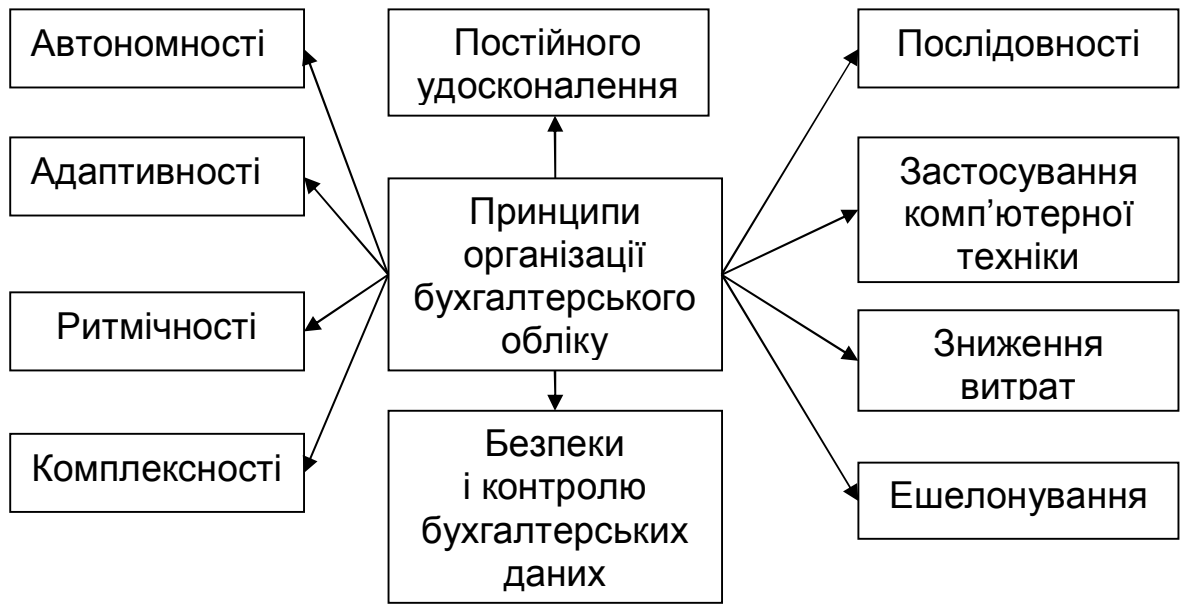 Автономності
Адаптивності
Ритмічності
Комплексності
Постійного
удосконалення
Принципи
організації
бухгалтерського
обліку
Безпеки
і контролю
бухгалтерських
даних
Послідовності
Застосування
комп’ютерної
техніки
Зниження
витрат
Ешелонування